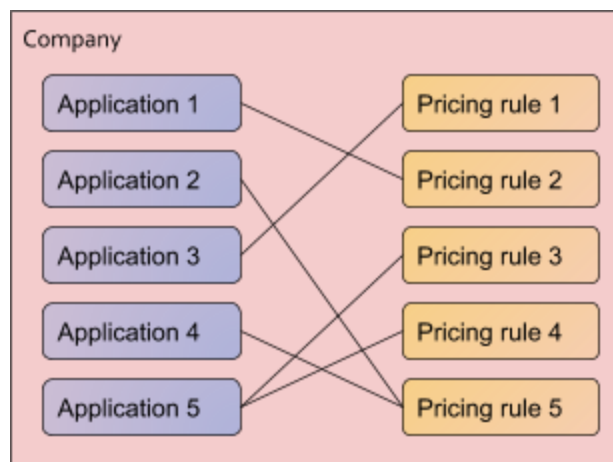 Company
Application 1
Pricing rule 1
Application 2
Pricing rule 2
Application 3
Pricing rule 3
Application 4
Pricing rule 4
Application 5
Pricing rule 5